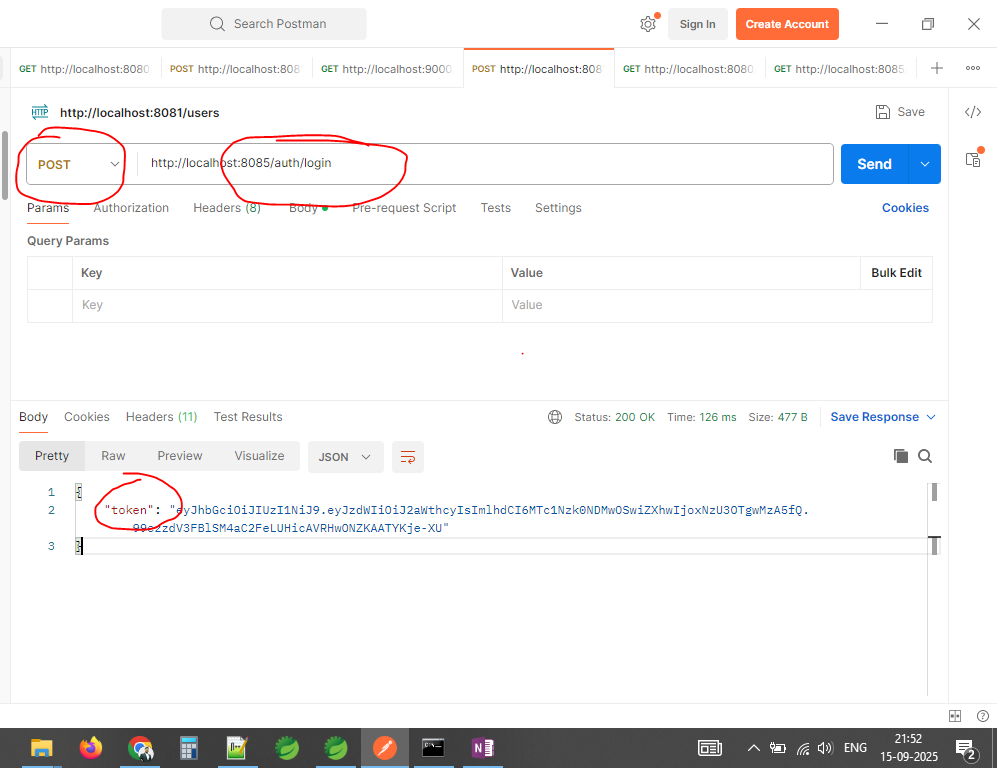 Search Postman
Sign In
Create Account
GET http://localhost:8080
POST http://localhost:808
GET http://localhost:9000
POST http://localhost:808
GET http://localhost:8080
GET http://localhost:8085
HTTP http://localhost:8081/users
Save
POST
http://localhost:8085/auth/login
Send
Params Authorization Headers (8) Body Pre-request Script Tests Settings Cookies
Query Params
Key Value Bulk Edit
Key Value
Body Cookies Headers (11) Test Results Status: 200 OK Time: 126 ms Size: 477 B Save Response
Pretty Raw Preview Visualize JSON
1 {
2 "token": "eyJhbGciOiJIUzI1NiJ9.eyJzdWIiOiJ2aWthcyIsImlhdCI6MTc1Nzk0NDMwOSwiZXhwIjoxNzU3OTgwMzA5fQ.
99ezzdV3FBlSM4aC2FeLUHicAVRHwONZKAATYKje-XU"
3 }
ENG
21:52
15-09-2025
2